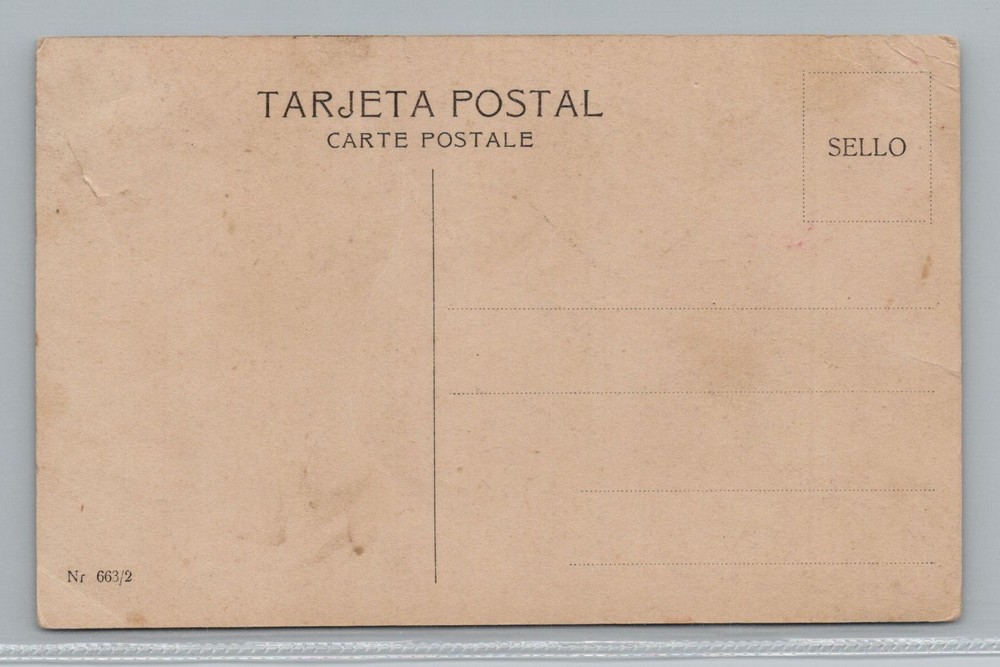 TARJETA POSTAL
CARTE POSTALE
SELLO
Nr 663/2